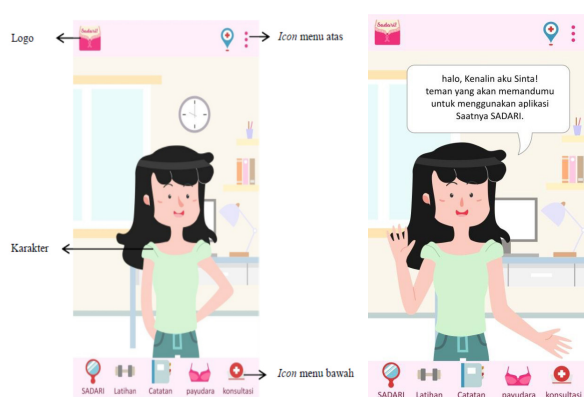 Logo
Icon menu atas
Karakter
Icon menu bawah
SADARI Latihan Catatan payudara konsultasi
halo, Kenalin aku Sinta!
teman yang akan memandumu
untuk menggunakan aplikasi
Saatnya SADARI.
SADARI Latihan Catatan payudara konsultasi